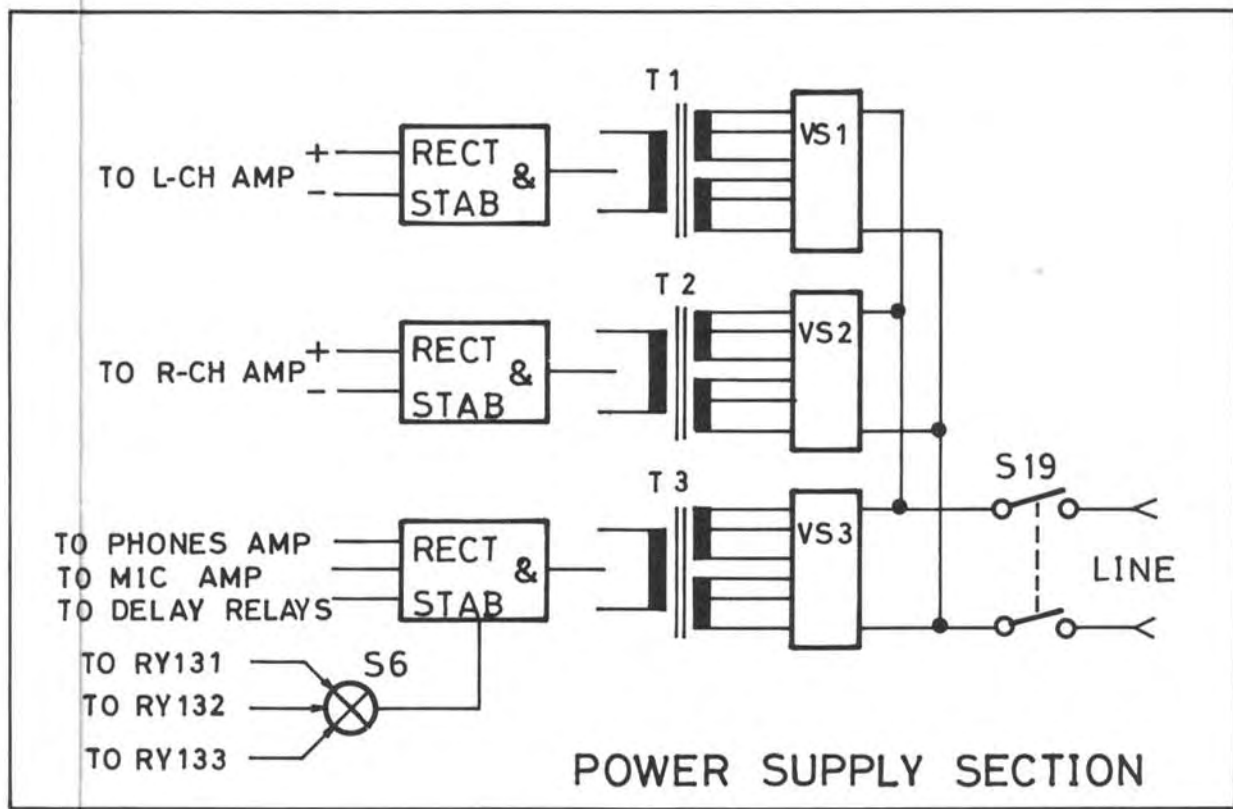 T 1
VS1
TO L-CH AMP
+
-
RECT
&
STAB
T 2
VS2
TO R-CH AMP
+
-
RECT
&
STAB
T 3
VS3
S19
LINE
TO PHONES AMP
TO MIC AMP
TO DELAY RELAYS
RECT
&
STAB
TO RY131
TO RY132
TO RY133
S6
POWER SUPPLY SECTION